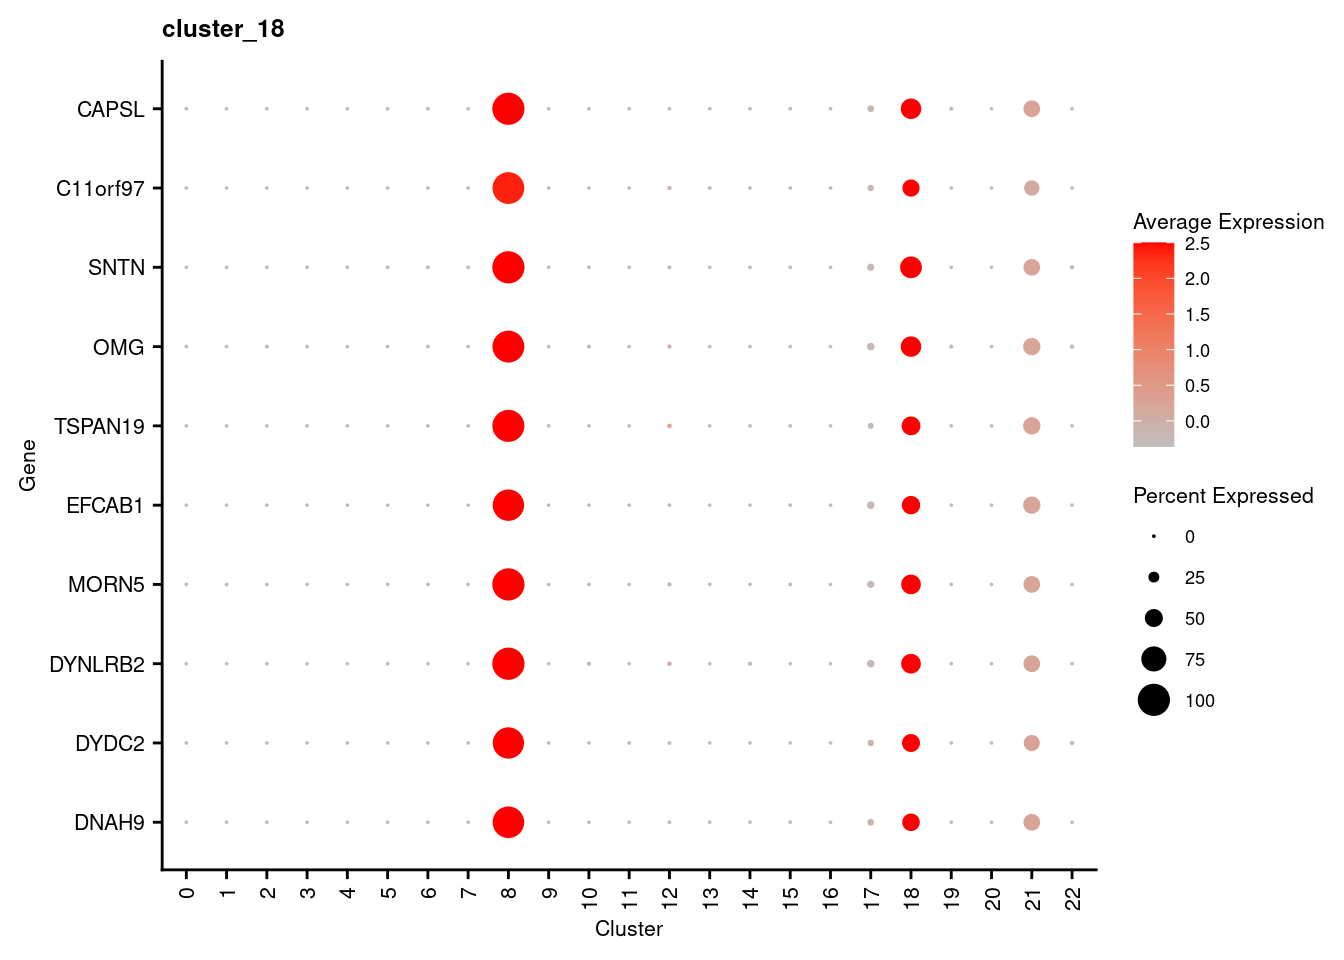 cluster_18
CAPSL
C11orf97
SNTN
OMG
TSPAN19
EFCAB1
MORN5
DYNLRB2
DYDC2
DNAH9
Gene
0 1 2 3 4 5 6 7 8 9 10 11 12 13 14 15 16 17 18 19 20 21 22
Cluster
Average Expression
2.5
2.0
1.5
1.0
0.5
0.0
Percent Expressed
0
25
50
75
100